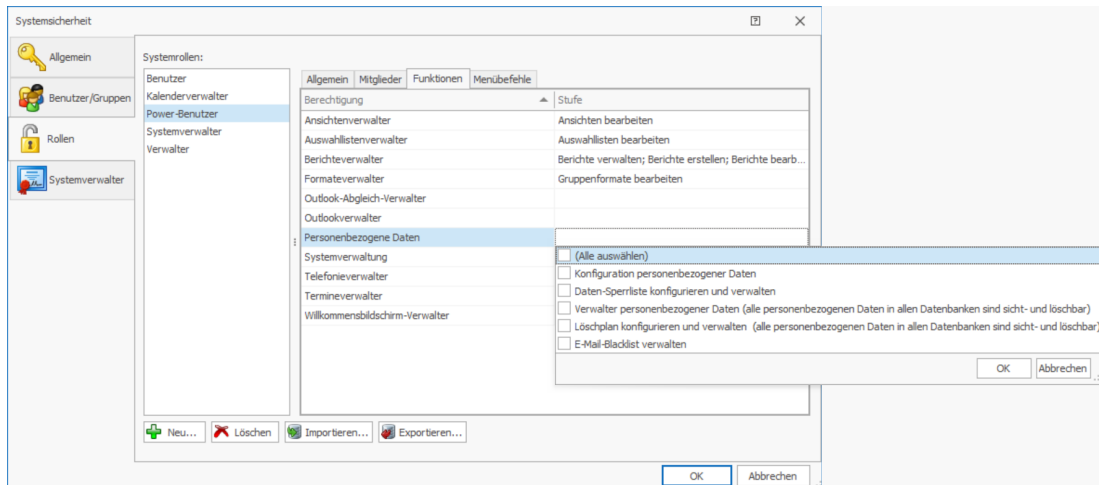 Systemsicherheit
Allgemein
Benutzer/Gruppen
Rollen
Systemverwalter
Systemrollen:
Benutzer
Kalenderverwalter
Power-Benutzer
Systemverwalter
Verwalter
Allgemein Mitglieder Funktionen Menübefehle
Berechtigung Stufe
Ansichtenverwalter Ansichten bearbeiten
Auswahllistenverwalter Auswahllisten bearbeiten
Berichteverwalter Berichte verwalten; Berichte erstellen; Berichte bearb...
Formateverwalter Gruppenformate bearbeiten
Outlook-Abgleich-Verwalter
Outlookverwalter
Personenbezogene Daten
Systemverwaltung
Telefonieverwalter
Termineverwalter
Willkommensbildschirm-Verwalter
(Alle auswählen)
Konfiguration personenbezogener Daten
Daten-Sperrliste konfigurieren und verwalten
Verwalter personenbezogener Daten (alle personenbezogenen Daten in allen Datenbanken sind sicht- und löschbar)
Löschplan konfigurieren und verwalten (alle personenbezogenen Daten in allen Datenbanken sind sicht- und löschbar)
E-Mail-Blacklist verwalten
OK Abbrechen
Neu... Löschen Importieren... Exportieren...
OK Abbrechen